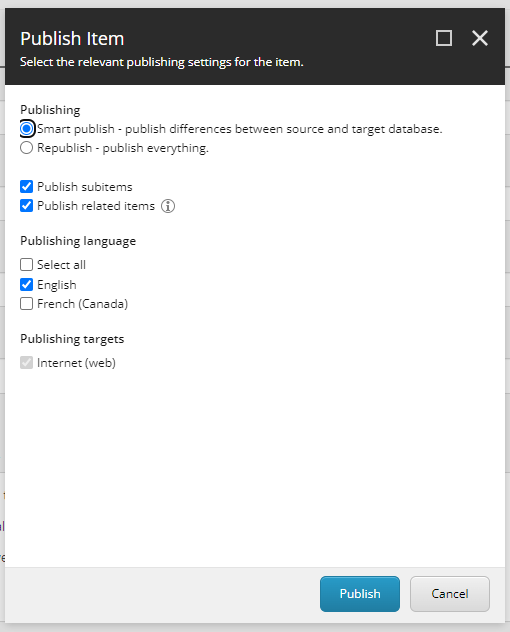 Publish Item
Select the relevant publishing settings for the item.
Publishing
Smart publish - publish differences between source and target database.
Republish - publish everything.
Publish subitems
Publish related items
Publishing language
Select all
English
French (Canada)
Publishing targets
Internet (web)
Publish
Cancel